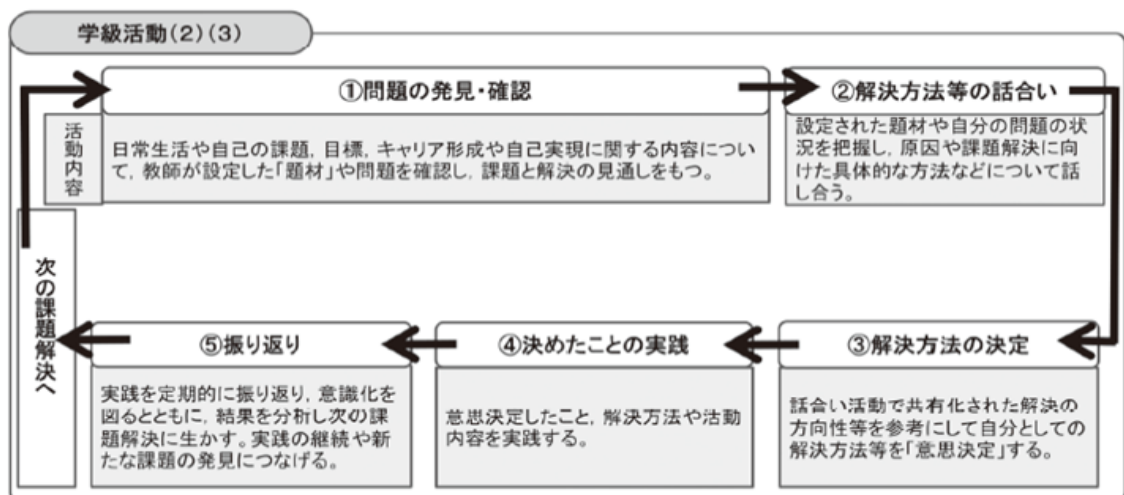 学級活動(2)(3)
①問題の発見・確認
活動内容
日常生活や自己の課題，目標，キャリア形成や自己実現に関する内容につい
て，教師が設定した「題材」や問題を確認し，課題と解決の見通しをもつ。
②解決方法等の話合い
設定された題材や自分の問題の状
況を把握し，原因や課題解決に向
けた具体的な方法などについて話
し合う。
③解決方法の決定
話合い活動で共有化された解決の
方向性等を参考にして自分としての
解決方法等を「意思決定」する。
④決めたことの実践
意思決定したこと，解決方法や活動
内容を実践する。
⑤振り返り
実践を定期的に振り返り，意識化を
図るとともに，結果を分析し次の課
題解決に生かす。実践の継続や新
たな課題の発見につなげる。
次の課題解決へ